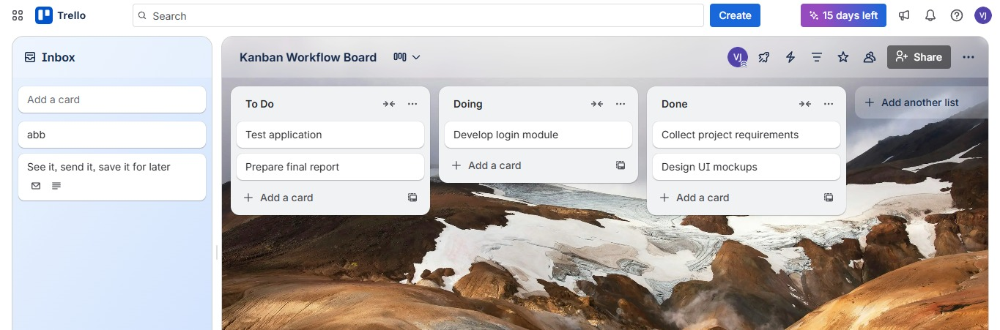 Trello
Search
Create
15 days left
VJ
Inbox
Add a card
abb
See it, send it, save it for later
Kanban Workflow Board
VJ
Share
To Do
Test application
Prepare final report
Add a card
Doing
Develop login module
Add a card
Done
Collect project requirements
Design UI mockups
Add a card
Add another list